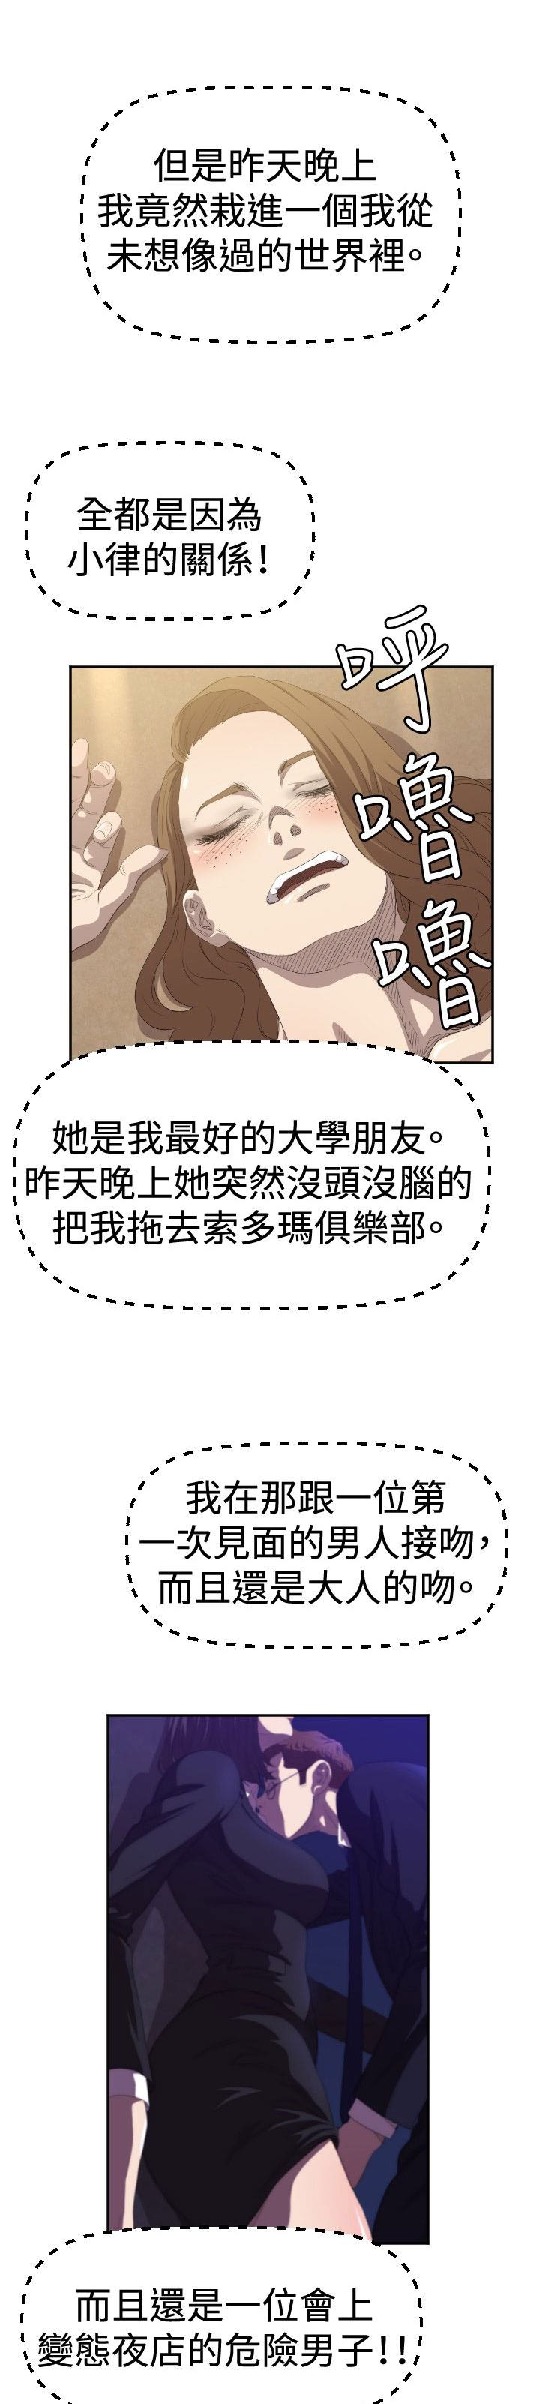 但是昨天晚上
我竟然栽進一個我從
未想像過的世界裡。
全都是因為
小律的關係!
呼
嚕
嚕
她是我最好的大學朋友。
昨天晚上她突然沒頭沒腦的
把我拖去索多瑪俱樂部。
我在那跟一位第
一次見面的男人接吻,
而且還是大人的吻。
而且還是一位會上
變態夜店的危險男子!!